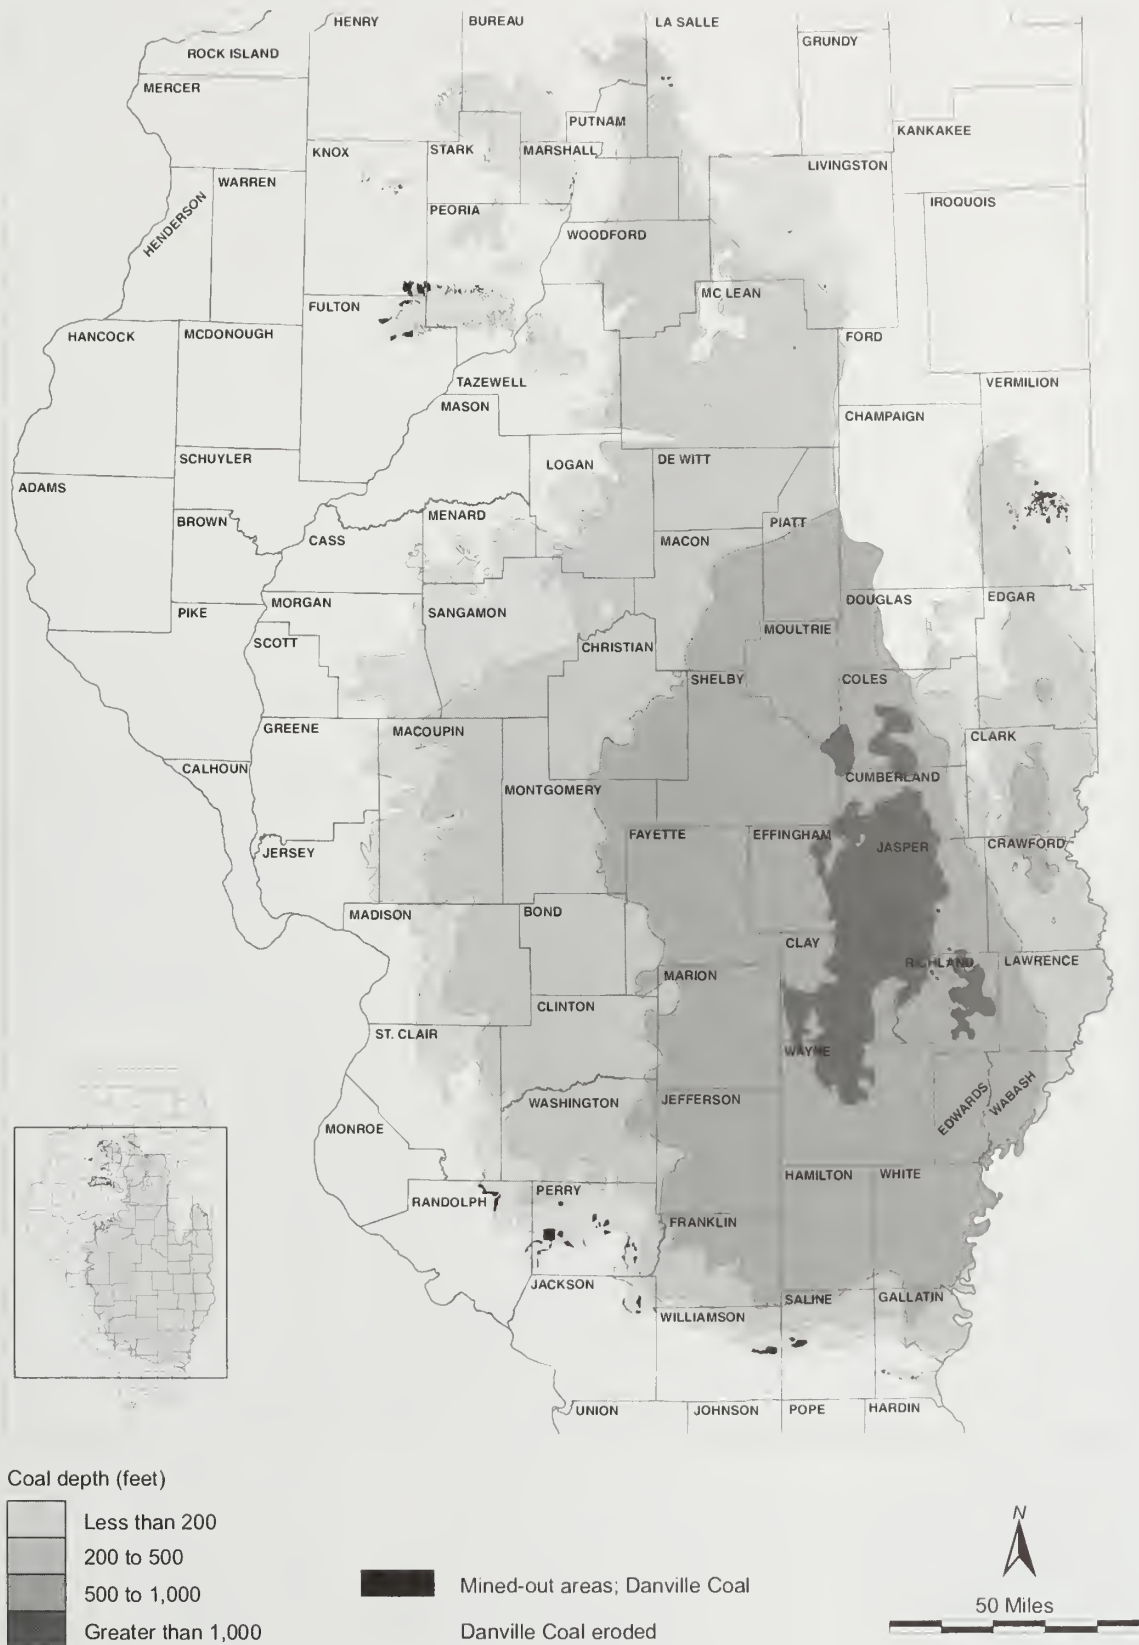 HENRY
BUREAU
LA SALLE
GRUNDY
ROCK ISLAND
MERCER
PUTNAM
KANKAKEE
KNOX
STARK
MARSHALL
LIVINGSTON
WARREN
IROQUOIS
HENDERSON
PEORIA
WOODFORD
MC LEAN
FULTON
HANCOCK
MCDONOUGH
FORD
TAZEWELL
VERMILION
MASON
CHAMPAIGN
SCHUYLER
LOGAN
DE WITT
ADAMS
BROWN
MENARD
PIATT
CASS
MACON
MORGAN
DOUGLAS
EDGAR
PIKE
SANGAMON
MOULTRIE
SCOTT
CHRISTIAN
SHELBY
COLES
GREENE
MACOUPIN
CLARK
CALHOUN
CUMBERLAND
MONTGOMERY
FAYETTE
EFFINGHAM
JASPER
CRAWFORD
JERSEY
MADISON
BOND
CLAY
RICHLAND
LAWRENCE
MARION
CLINTON
ST. CLAIR
WAYNE
WASHINGTON
JEFFERSON
EDWARDS
WABASH
MONROE
HAMILTON
WHITE
RANDOLPH
PERRY
FRANKLIN
JACKSON
SALINE
GALLATIN
WILLIAMSON
UNION
JOHNSON
POPE
HARDIN
Coal depth (feet)
Less than 200
200 to 500
500 to 1,000
Greater than 1,000
Mined-out areas; Danville Coal
Danville Coal eroded
N
50 Miles